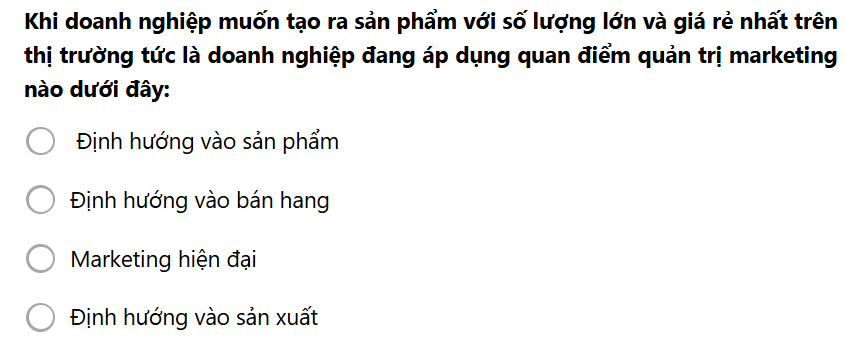 Khi doanh nghiệp muốn tạo ra sản phẩm với số lượng lớn và giá rẻ nhất trên
thị trường tức là doanh nghiệp đang áp dụng quan điểm quản trị marketing
nào dưới đây:
Định hướng vào sản phẩm
Định hướng vào bán hang
Marketing hiện đại
Định hướng vào sản xuất